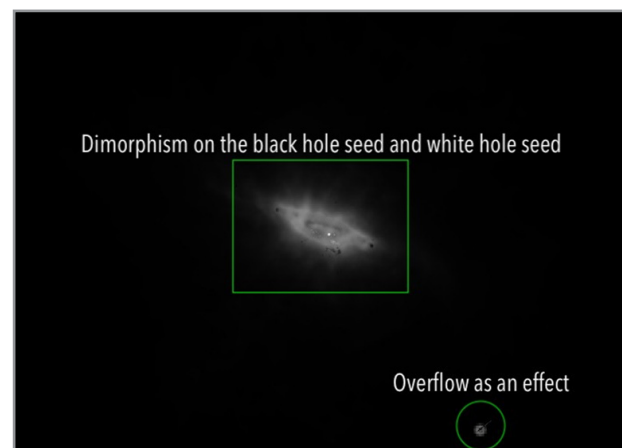 Dimorphism on the black hole seed and white hole seed
Overflow as an effect